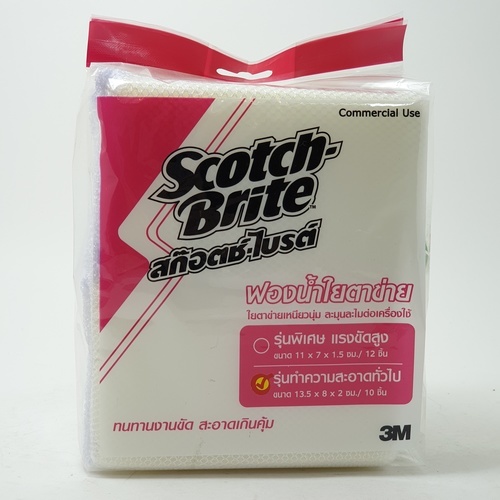 Commercial Use
Scotch-
Brite™
สก๊อตช์-ไบรต์
ฟองน้ำใยตาข่าย
ใยตาข่ายเหนียวนุ่ม ละมุนละไมต่อเครื่องใช้
รุ่นพิเศษ แรงขัดสูง
ขนาด 11 x 7 x 1.5 ซม./ 12 ชิ้น
รุ่นทำความสะอาดทั่วไป
ขนาด 13.5 x 8 x 2 ซม./ 10 ชิ้น
ทนทานงานขัด สะอาดเกินคุ้ม
3M